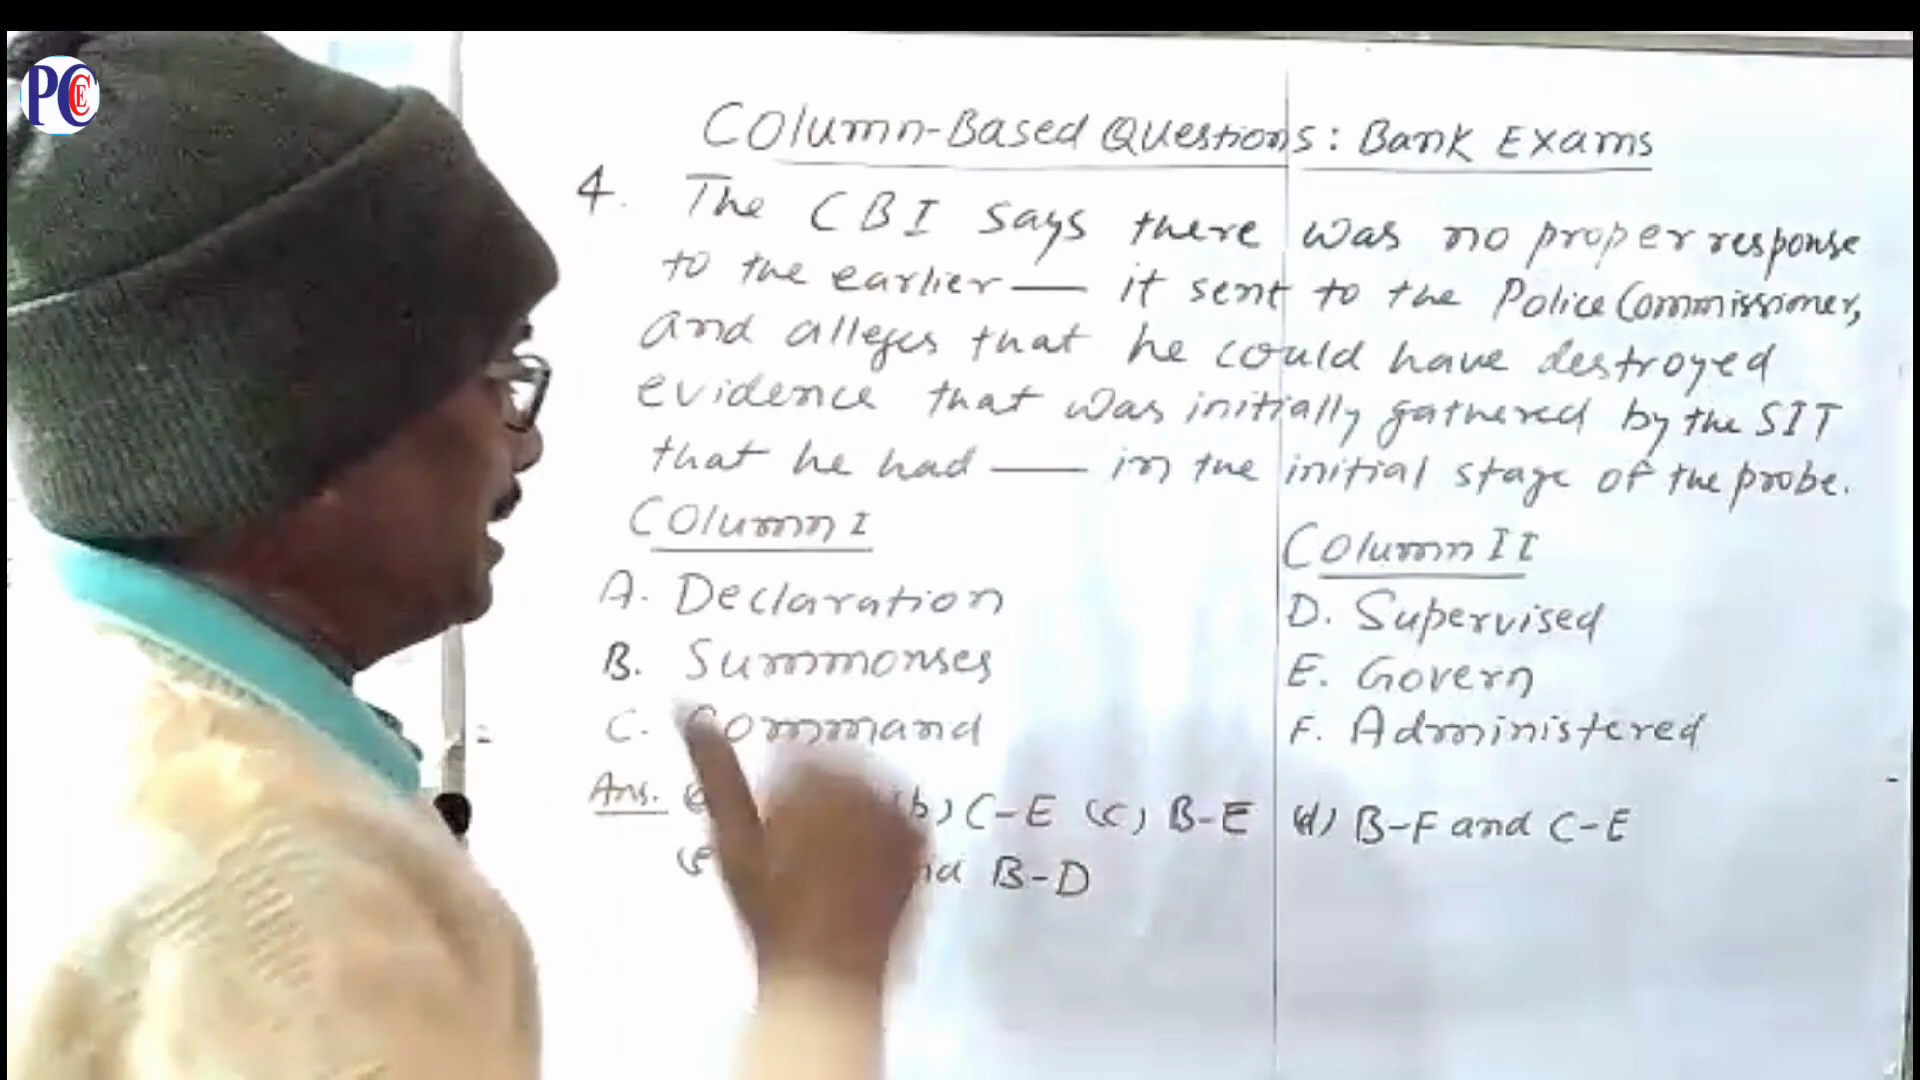 PCCE
Column-Based Questions: Bank Exams
4. The CBI says there was no proper response
to the earlier — it sent to the Police Commissioner,
and alleges that he could have destroyed
evidence that was initially gathered by the SIT
that he had — in the initial stage of the probe.
Column I
A. Declaration
B. Summonses
C. Command
Column II
D. Supervised
E. Govern
F. Administered
Ans. (b) C-E (c) B-E (d) B-F and C-E
B-D